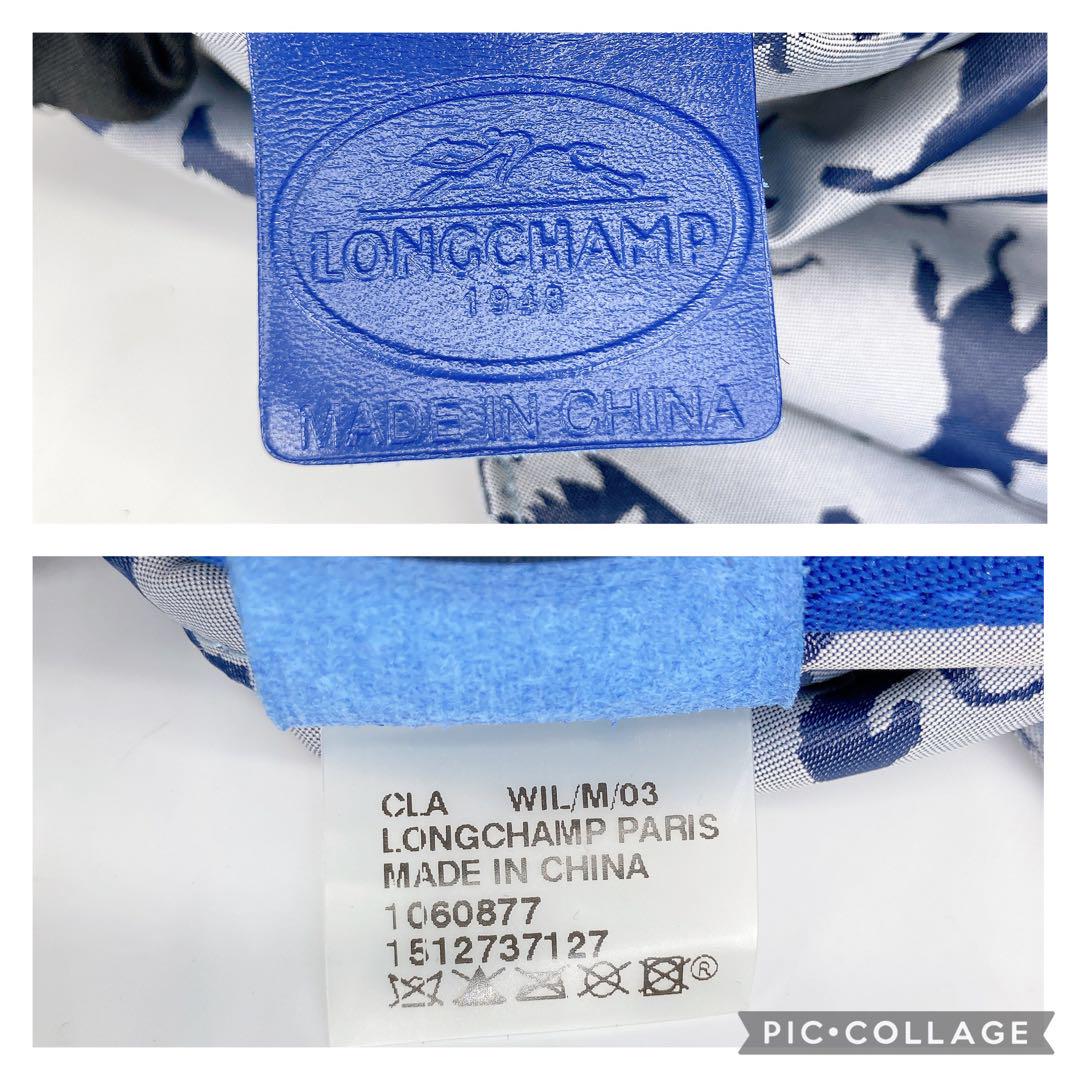 LONGCHAMP
1948
MADE IN CHINA
CLA WIL/M/03
LONGCHAMP PARIS
MADE IN CHINA
1060877
1512737127
®
PIC•COLLAGE